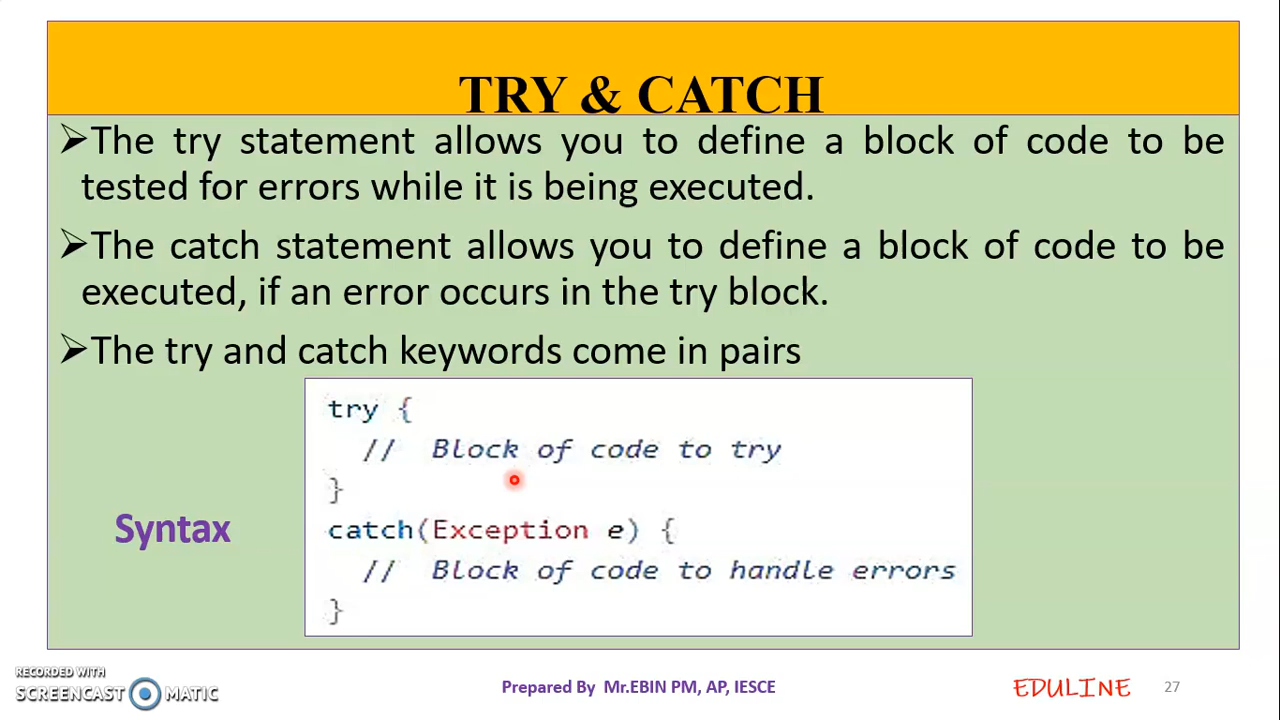 TRY & CATCH
➤The try statement allows you to define a block of code to be
tested for errors while it is being executed.
➤The catch statement allows you to define a block of code to be
executed, if an error occurs in the try block.
➤The try and catch keywords come in pairs
try {
// Block of code to try
}
Syntax
catch(Exception e) {
// Block of code to handle errors
}
RECORDED WITH
SCREENCAST MATIC
Prepared By Mr.EBIN PM, AP, IESCE
EDULINE
27